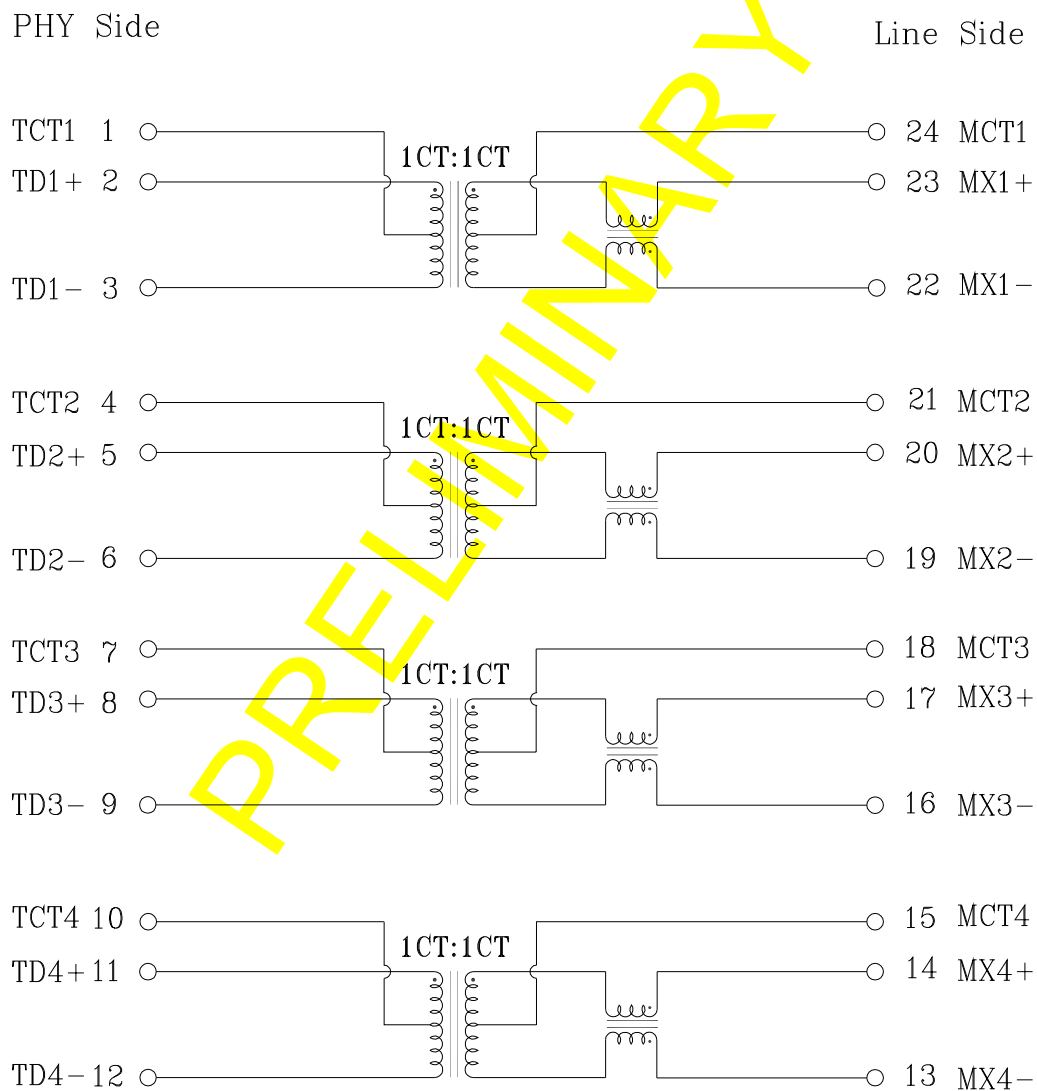 PHY Side
Line Side
TCT1 1
24 MCT1
1CT:1CT
TD1+ 2
23 MX1+
TD1- 3
22 MX1-
TCT2 4
21 MCT2
1CT:1CT
TD2+ 5
20 MX2+
TD2- 6
19 MX2-
TCT3 7
18 MCT3
1CT:1CT
TD3+ 8
17 MX3+
TD3- 9
16 MX3-
TCT4 10
15 MCT4
1CT:1CT
TD4+ 11
14 MX4+
TD4- 12
13 MX4-
PRELIMINARY